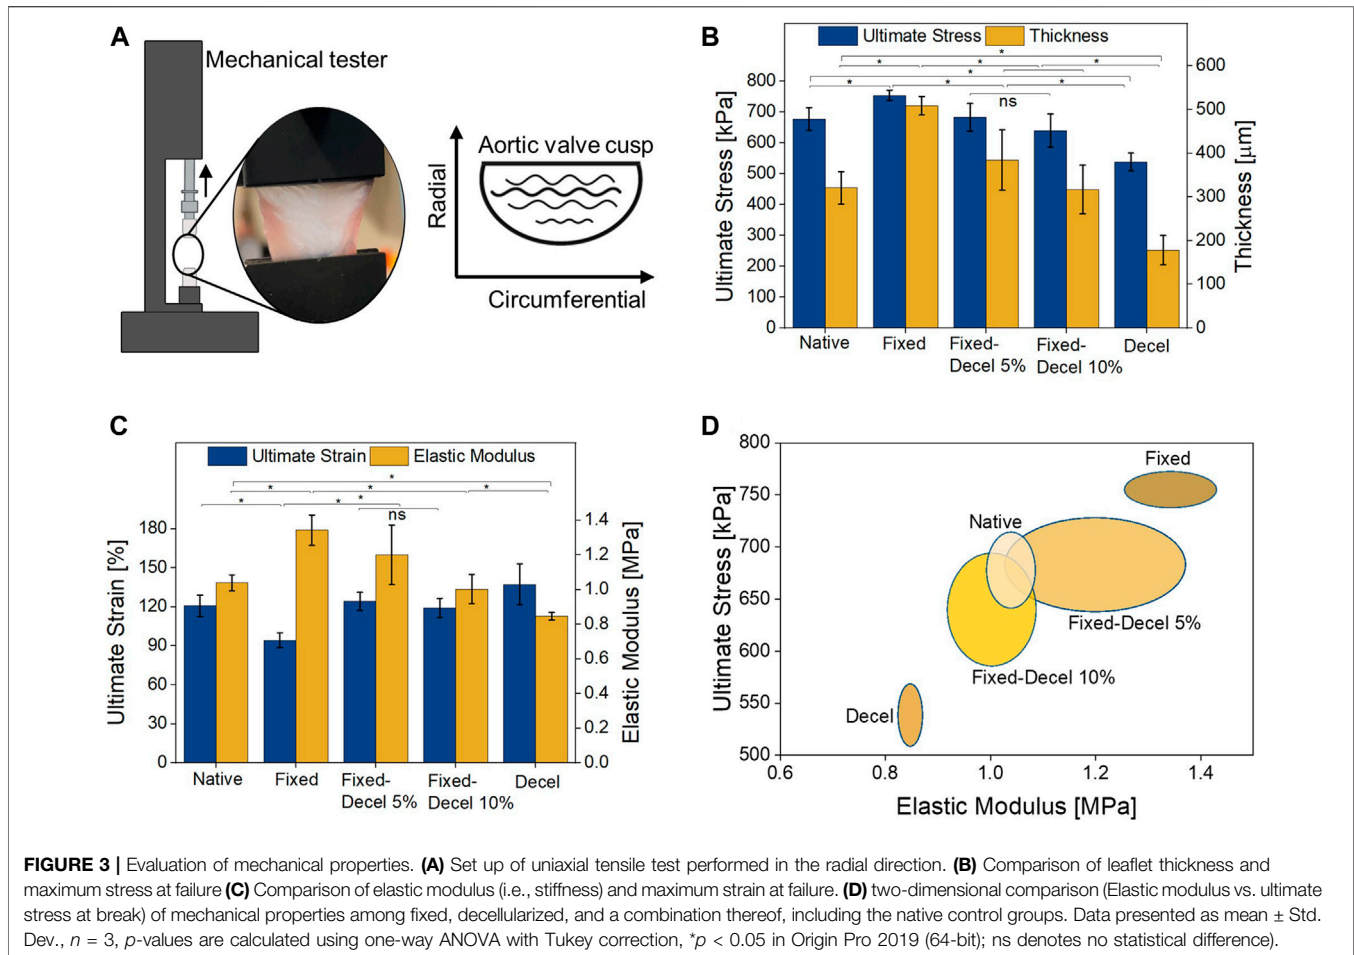 A
Mechanical tester
Aortic valve cusp
Radial
Circumferential
B
Ultimate Stress Thickness
Ultimate Stress [kPa]
800
700
600
500
400
300
200
100
0
600
500
400
300
200
100
0
Thickness [µm]
* * * * * * * * *
ns
Native Fixed Fixed- Fixed- Decel
Decel 5% Decel 10%
C
Ultimate Strain Elastic Modulus
Ultimate Strain [%]
180
150
120
90
60
30
0
1.4
1.2
1.0
0.8
0.6
0.4
0.2
0.0
Elastic Modulus [MPa]
* * * * * * *
ns
Native Fixed Fixed- Fixed- Decel
Decel 5% Decel 10%
D
Ultimate Stress [kPa]
800
750
700
650
600
550
500
Fixed
Native
Fixed-Decel 5%
Fixed-Decel 10%
Decel
0.6 0.8 1.0 1.2 1.4
Elastic Modulus [MPa]
FIGURE 3 | Evaluation of mechanical properties. (A) Set up of uniaxial tensile test performed in the radial direction. (B) Comparison of leaflet thickness and
maximum stress at failure (C) Comparison of elastic modulus (i.e., stiffness) and maximum strain at failure. (D) two-dimensional comparison (Elastic modulus vs. ultimate
stress at break) of mechanical properties among fixed, decellularized, and a combination thereof, including the native control groups. Data presented as mean ± Std.
Dev., n = 3, p-values are calculated using one-way ANOVA with Tukey correction, *p < 0.05 in Origin Pro 2019 (64-bit); ns denotes no statistical difference).